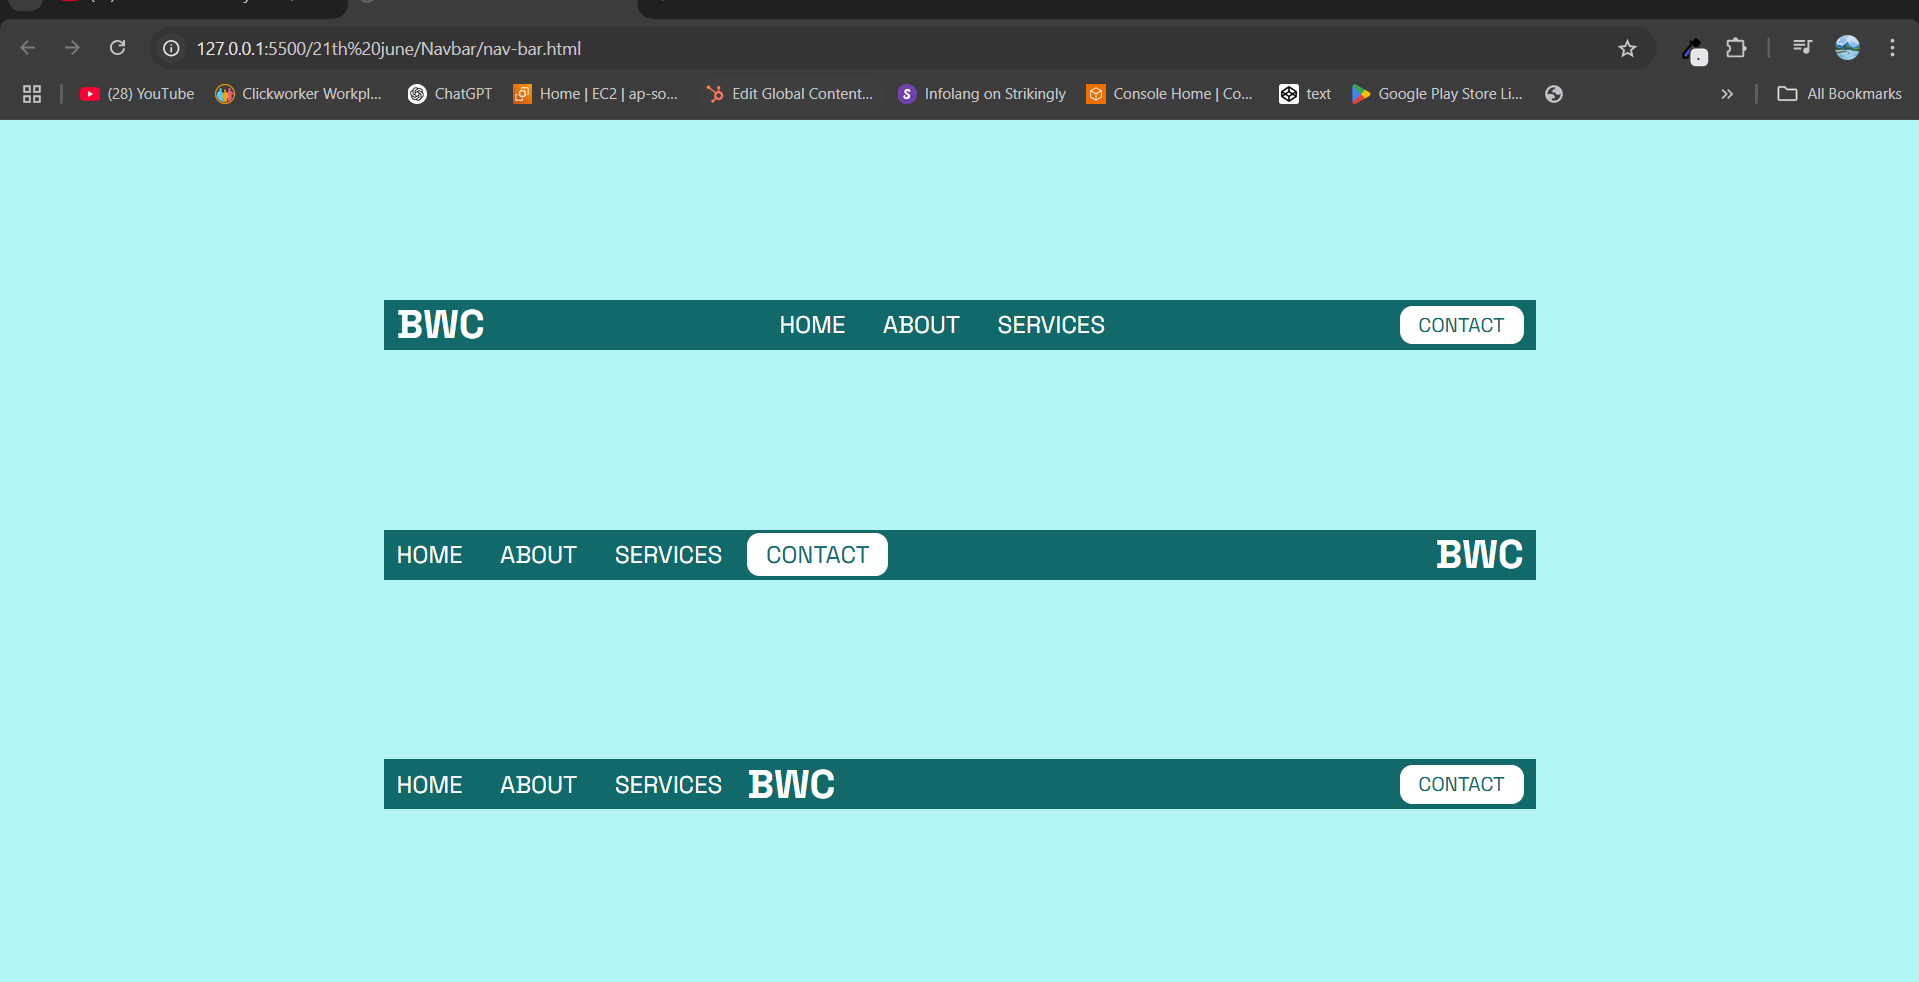 127.0.0.1:5500/21th%20june/Navbar/nav-bar.html
(28) YouTube Clickworker Workpl... ChatGPT Home | EC2 | ap-so... Edit Global Content... Infolang on Strikingly Console Home | Co... text Google Play Store Li... All Bookmarks
BWC HOME ABOUT SERVICES CONTACT
HOME ABOUT SERVICES CONTACT BWC
HOME ABOUT SERVICES BWC CONTACT